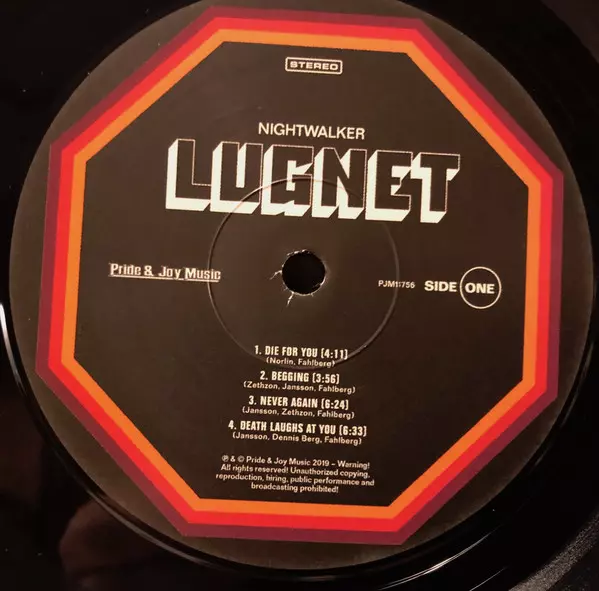 STEREO
NIGHTWALKER
LUGNET
Pride & Joy Music
PJM11756 SIDE ONE
1. DIE FOR YOU [4:11]
(Norlin, Fahlberg)
2. BEGGING [3:56]
(Zethzon, Jansson, Fahlberg)
3. NEVER AGAIN [6:24]
(Jansson, Zethzon, Fahlberg)
4. DEATH LAUGHS AT YOU [6:33]
(Jansson, Dennis Berg, Fahlberg)
℗ & © Pride & Joy Music 2019 – Warning!
All rights reserved! Unauthorized copying,
reproduction, hiring, public performance and
broadcasting prohibited!